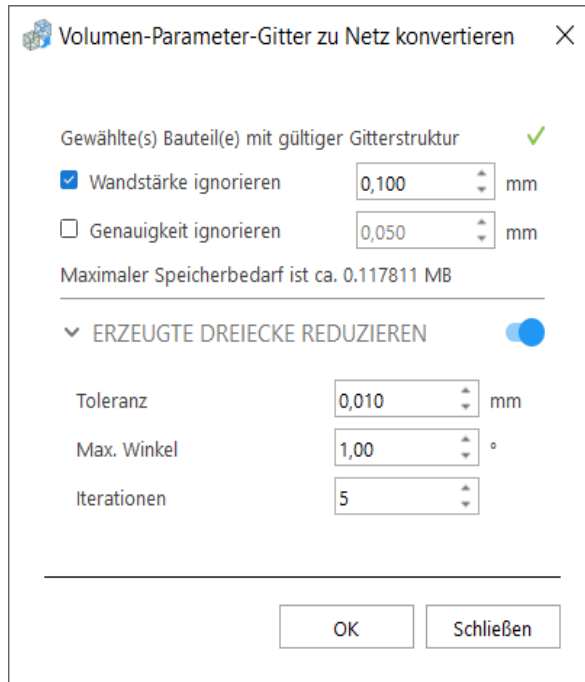 Volumen-Parameter-Gitter zu Netz konvertieren
Gewählte(s) Bauteil(e) mit gültiger Gitterstruktur
Wandstärke ignorieren 0,100 mm
Genauigkeit ignorieren 0,050 mm
Maximaler Speicherbedarf ist ca. 0.117811 MB
ERZEUGTE DREIECKE REDUZIEREN
Toleranz 0,010 mm
Max. Winkel 1,00 °
Iterationen 5
OK Schließen